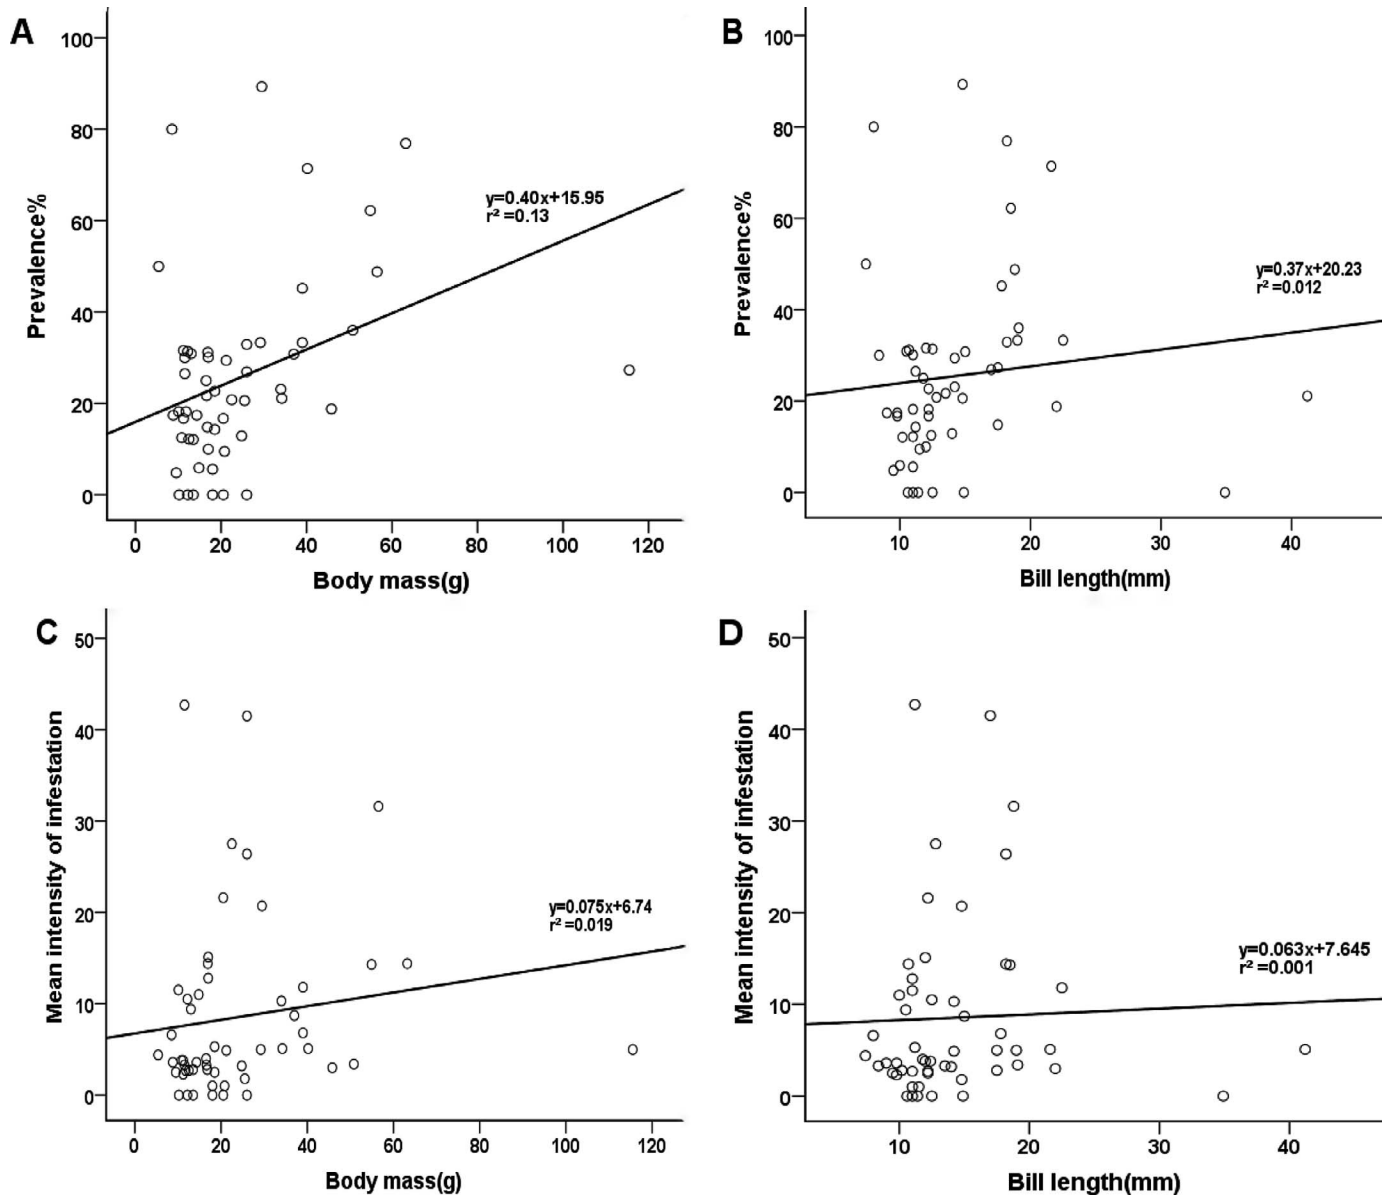 A
100
80
60
40
20
0
Prevalence%
y=0.40x+15.95
r² =0.13
0 20 40 60 80 100 120
Body mass(g)
B
100
80
60
40
20
0
Prevalence%
y=0.37x+20.23
r² =0.012
10 20 30 40
Bill length(mm)
C
50
40
30
20
10
0
Mean intensity of infestation
y=0.075x+6.74
r² =0.019
0 20 40 60 80 100 120
Body mass(g)
D
50
40
30
20
10
0
Mean intensity of infestation
y=0.063x+7.645
r² =0.001
10 20 30 40
Bill length(mm)